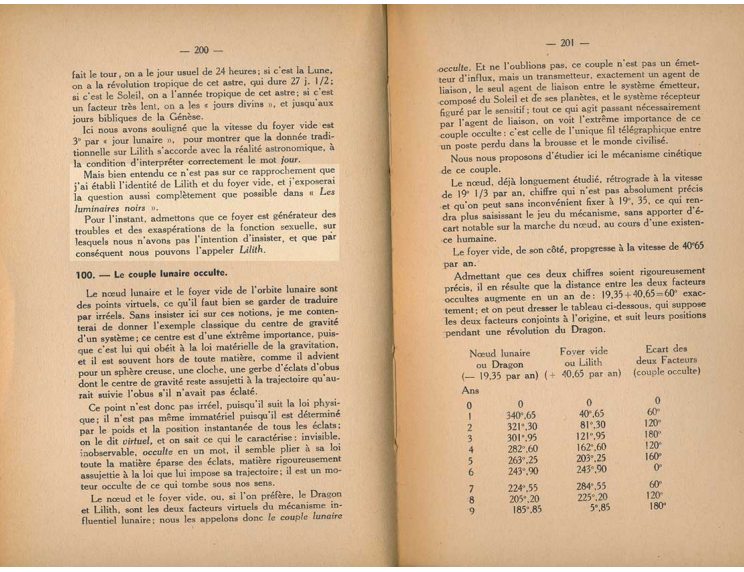 — 200 —
fait le tour, on a le jour usuel de 24 heures; si c'est la Lune,
on a la révolution tropique de cet astre, qui dure 27 j. 1/2;
si c'est le Soleil, on a l'année tropique de cet astre; si c'est
un facteur très lent, on a les « jours divins », et jusqu'aux
jours bibliques de la Génèse.
Ici nous avons souligné que la vitesse du foyer vide est
3° par « jour lunaire », pour montrer que la donnée tradi-
tionnelle sur Lilith s'accorde avec la réalité astronomique, à
la condition d'interpréter correctement le mot jour.
Mais bien entendu ce n'est pas sur ce rapprochement que
j'ai établi l'identité de Lilith et du foyer vide, et j'exposerai
la question aussi complètement que possible dans « Les
luminaires noirs ».
Pour l'instant, admettons que ce foyer est générateur des
troubles et des exaspérations de la fonction sexuelle, sur
lesquels nous n'avons pas l'intention d'insister, et que par
conséquent nous pouvons l'appeler Lilith.
100. — Le couple lunaire occulte.
Le nœud lunaire et le foyer vide de l'orbite lunaire sont
des points virtuels, ce qu'il faut bien se garder de traduire
par irréels. Sans insister ici sur ces notions, je me conten-
terai de donner l'exemple classique du centre de gravité
d'un système; ce centre est d'une extrême importance, puis-
que c'est lui qui obéit à la loi matérielle de la gravitation,
et il est souvent hors de toute matière, comme il advient
pour un sphère creuse, une cloche, une gerbe d'éclats d'obus
dont le centre de gravité reste assujetti à la trajectoire qu'au-
rait suivie l'obus s'il n'avait pas éclaté.
Ce point n'est donc pas irréel, puisqu'il suit la loi physi-
que; il n'est pas même immatériel puisqu'il est déterminé
par le poids et la position instantanée de tous les éclats;
on le dit virtuel, et on sait ce qui le caractérise: invisible,
inobservable, occulte en un mot, il semble plier à sa loi
toute la matière éparse des éclats, matière rigoureusement
assujettie à la loi que lui impose sa trajectoire; il est un mo-
teur occulte de ce qui tombe sous nos sens.
Le nœud et le foyer vide, ou, si l'on préfère, le Dragon
et Lilith, sont les deux facteurs virtuels du mécanisme in-
fluentiel lunaire; nous les appelons donc le couple lunaire
— 201 —
occulte. Et ne l'oublions pas, ce couple n'est pas un émet-
teur d'influx, mais un transmetteur, exactement un agent de
liaison, le seul agent de liaison entre le système émetteur,
composé du Soleil et de ses planètes, et le système récepteur
figuré par le sensitif; tout ce qui agit passant nécessairement
par l'agent de liaison, on voit l'extrême importance de ce
couple occulte: c'est celle de l'unique fil télégraphique entre
un poste perdu dans la brousse et le monde civilisé.
Nous nous proposons d'étudier ici le mécanisme cinétique
de ce couple.
Le nœud, déjà longuement étudié, rétrograde à la vitesse
de 19° 1/3 par an, chiffre qui n'est pas absolument précis
et qu'on peut sans inconvénient fixer à 19°, 35, ce qui ren-
dra plus saisissant le jeu du mécanisme, sans apporter d'é-
cart notable sur la marche du nœud, au cours d'une existen-
ce humaine.
Le foyer vide, de son côté, propgresse à la vitesse de 40°65
par an.
Admettant que ces deux chiffres soient rigoureusement
précis, il en résulte que la distance entre les deux facteurs
occultes augmente en un an de: 19,35+40,65=60° exac-
tement; et on peut dresser le tableau ci-dessous, qui suppose
les deux facteurs conjoints à l'origine, et suit leurs positions
pendant une révolution du Dragon.
Nœud lunaire Foyer vide Ecart des
ou Dragon ou Lilith deux Facteurs
(— 19,35 par an) (+ 40,65 par an) (couple occulte)
Ans
0 0 0 0
1 340°,65 40°,65 60°
2 321°,30 81°,30 120°
3 301°,95 121°,95 180°
4 282°,60 162°,60 120°
5 263°,25 203°,25 160°
6 243°,90 243°,90 0°
7 224°,55 284°,55 60°
8 205°,20 225°,20 120°
9 185°,85 5°,85 180°